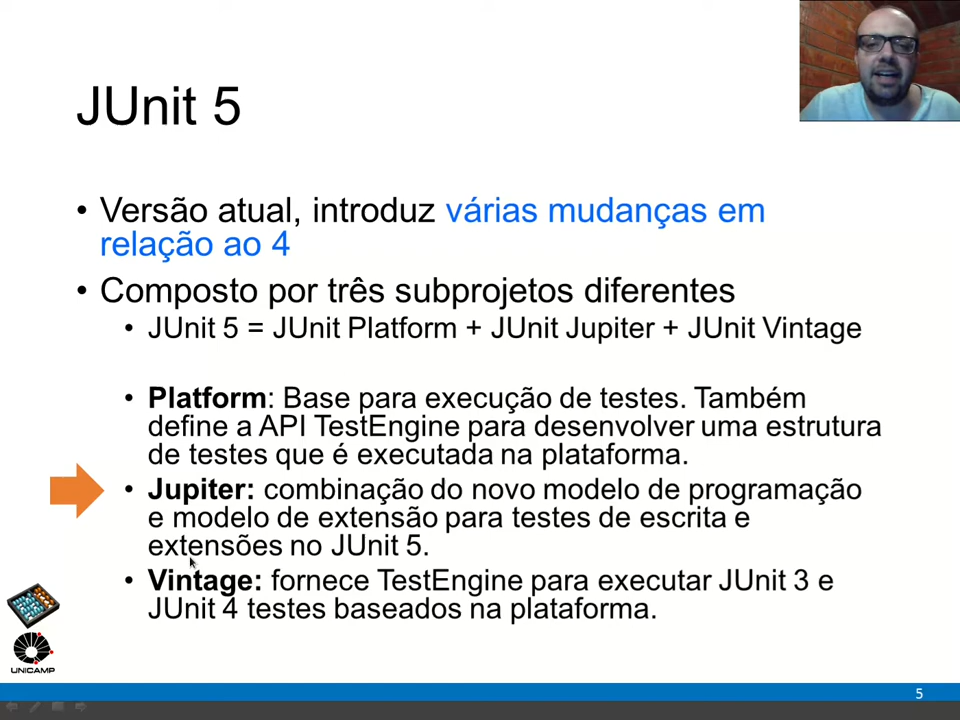 JUnit 5
• Versão atual, introduz várias mudanças em
relação ao 4
• Composto por três subprojetos diferentes
• JUnit 5 = JUnit Platform + JUnit Jupiter + JUnit Vintage
• Platform: Base para execução de testes. Também
define a API TestEngine para desenvolver uma estrutura
de testes que é executada na plataforma.
• Jupiter: combinação do novo modelo de programação
e modelo de extensão para testes de escrita e
extensões no JUnit 5.
• Vintage: fornece TestEngine para executar JUnit 3 e
JUnit 4 testes baseados na plataforma.
UNICAMP
5